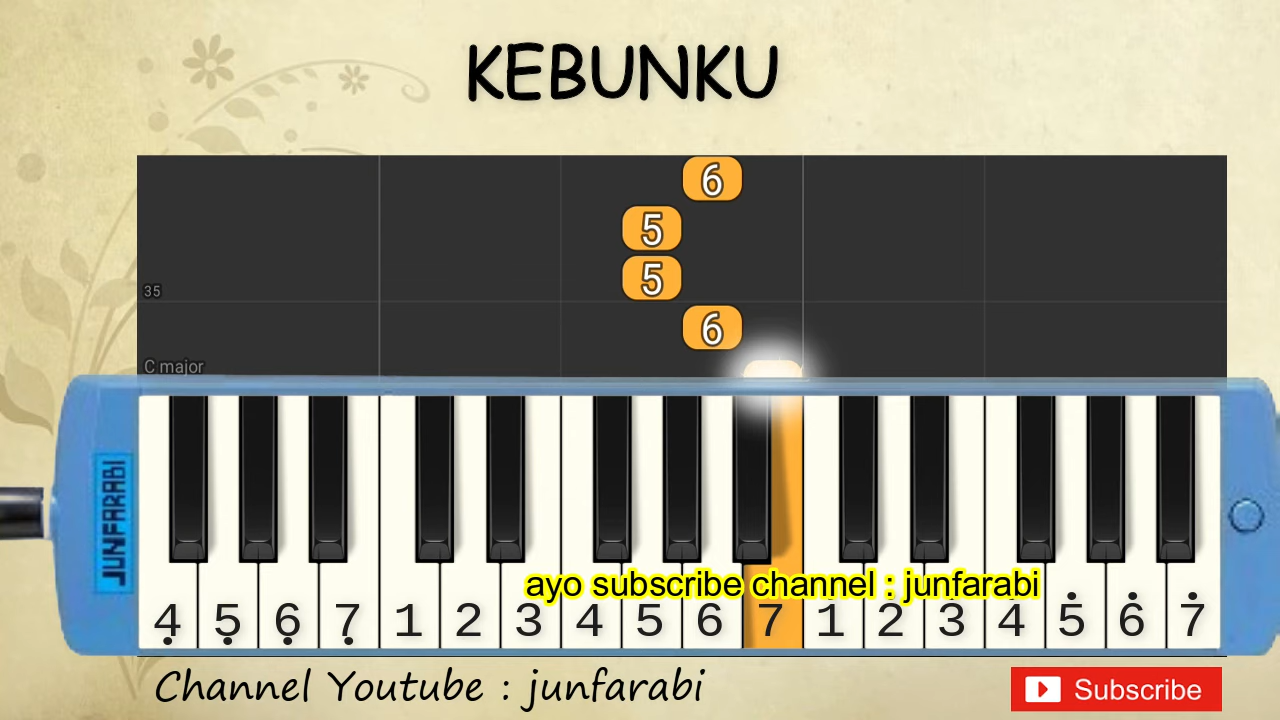 KEBUNKU
6
5
5
35
6
C major
JUNFARABI
ayo subscribe channel : junfarabi
4̣ 5̣ 6̣ 7̣ 1 2 3 4 5 6 7 1̇ 2̇ 3̇ 4̇ 5̇ 6̇ 7̇
Channel Youtube : junfarabi
Subscribe